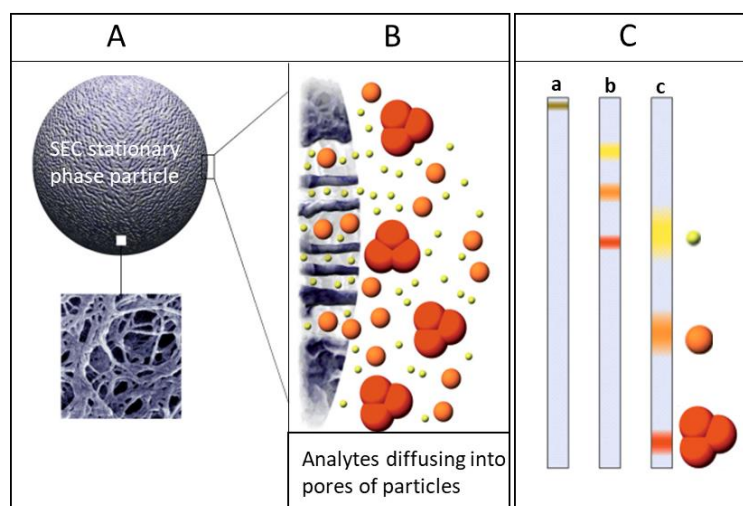 A
B
C
SEC stationary
phase particle
a
b
c
Analytes diffusing into
pores of particles